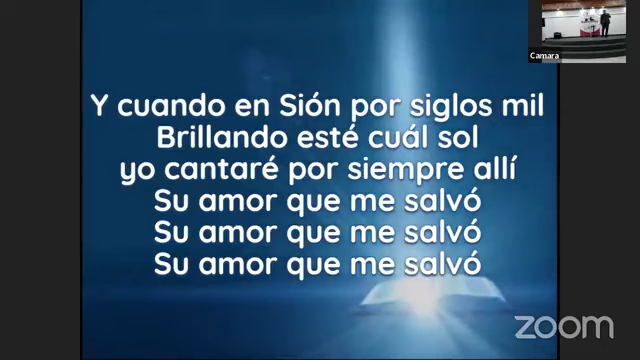 Camara
Y cuando en Sión por siglos mil
Brillando esté cuál sol
yo cantaré por siempre allí
Su amor que me salvó
Su amor que me salvó
Su amor que me salvó
zoom